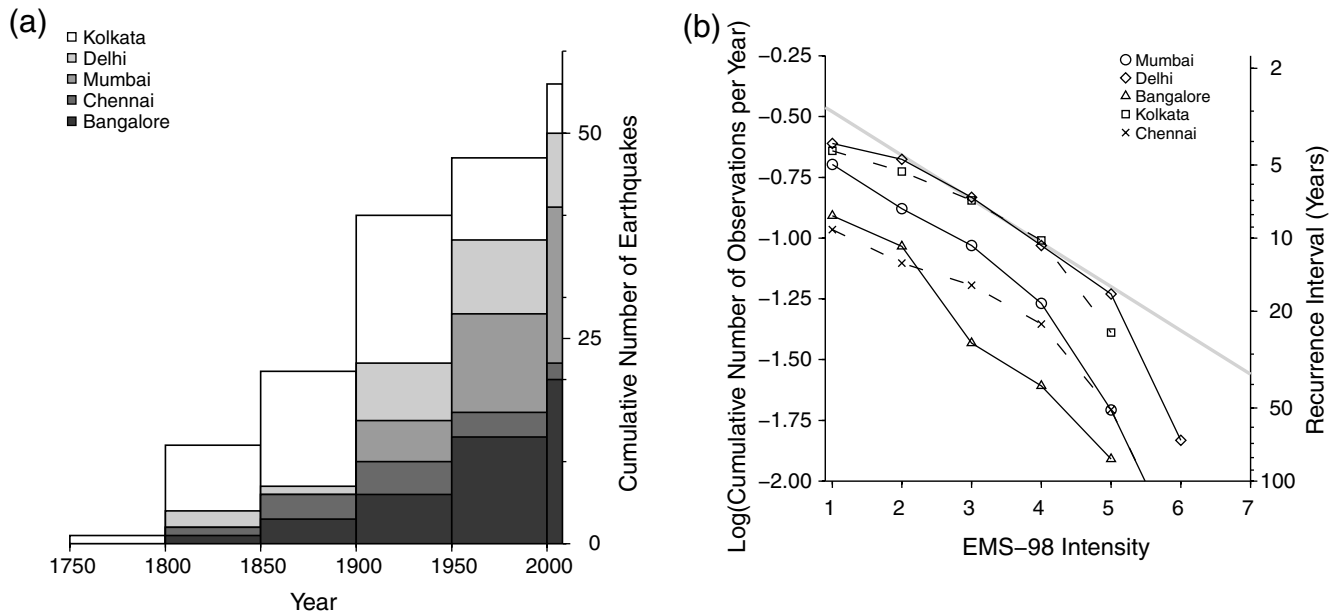 (a)
Kolkata
Delhi
Mumbai
Chennai
Bangalore
50
25
0
Cumulative Number of Earthquakes
1750 1800 1850 1900 1950 2000
Year
(b)
Log(Cumulative Number of Observations per Year)
−0.25
−0.50
−0.75
−1.00
−1.25
−1.50
−1.75
−2.00
Mumbai
Delhi
Bangalore
Kolkata
Chennai
2
5
10
20
50
100
Recurrence Interval (Years)
1 2 3 4 5 6 7
EMS−98 Intensity